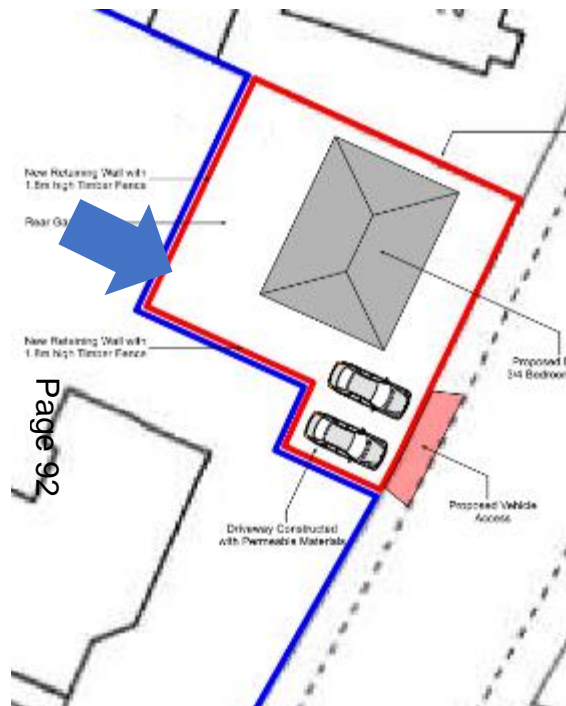 New Retaining Wall with
1.8m high Timber Fence
Rear Ga
New Retaining Wall with
1.8m high Timber Fence
Proposed
3/4 Bedroom
Page 92
Proposed Vehicle
Access
Driveway Constructed
with Permeable Materials